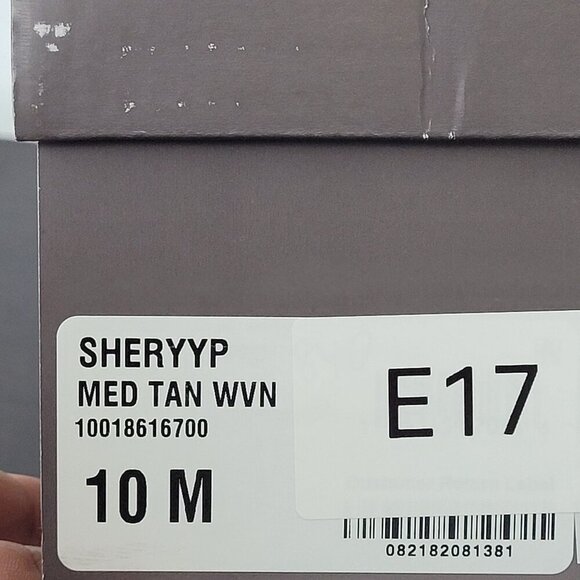 SHERYYP
MED TAN WVN
10018616700
E17
10 M
082182081381